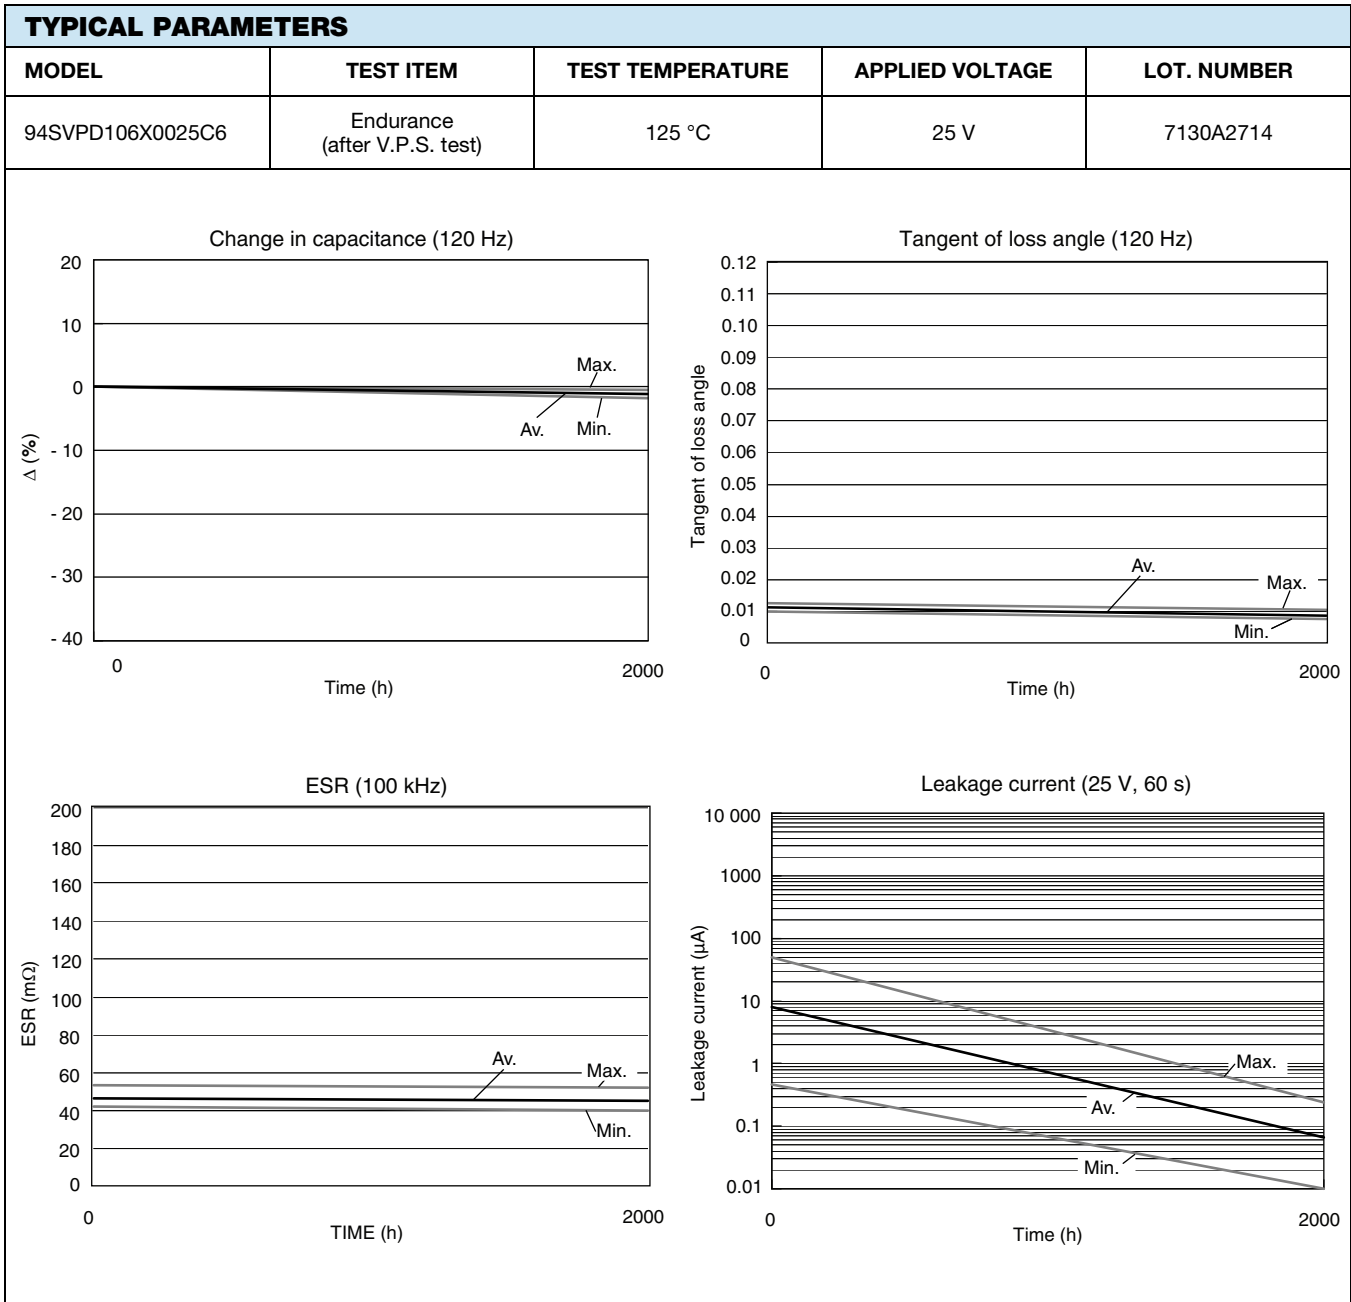 TYPICAL PARAMETERS
MODEL TEST ITEM TEST TEMPERATURE APPLIED VOLTAGE LOT. NUMBER
94SVPD106X0025C6 Endurance (after V.P.S. test) 125 °C 25 V 7130A2714
Change in capacitance (120 Hz)
20
10
0
- 10
- 20
- 30
- 40
Δ (%)
Max.
Av.
Min.
0
2000
Time (h)
Tangent of loss angle (120 Hz)
0.12
0.11
0.10
0.09
0.08
0.07
0.06
0.05
0.04
0.03
0.02
0.01
0
Tangent of loss angle
Av.
Max.
Min.
0
2000
Time (h)
ESR (100 kHz)
200
180
160
140
120
100
80
60
40
20
0
ESR (mΩ)
Av.
Max.
Min.
0
2000
TIME (h)
Leakage current (25 V, 60 s)
10 000
1000
100
10
1
0.1
0.01
Leakage current (µA)
Max.
Av.
Min.
0
2000
Time (h)